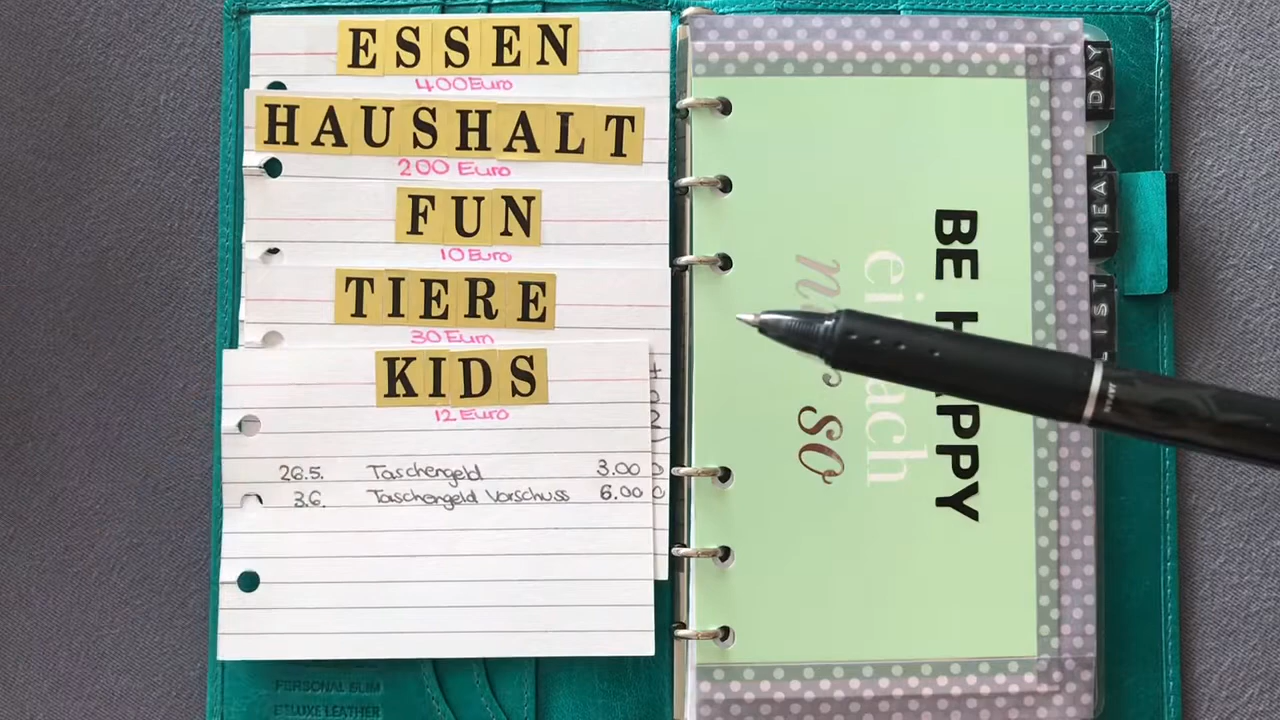 ESSEN
400 Euro
HAUSHALT
200 Euro
FUN
10 Euro
TIERE
30 Euro
KIDS
12 Euro
26.5. Taschengeld 3.00
3.6. Taschengeld Vorschuss 6.00
PERSONAL SLIM
DELUXE LEATHER
BE HAPPY
einfach
so
DAY
MEAL
LIST